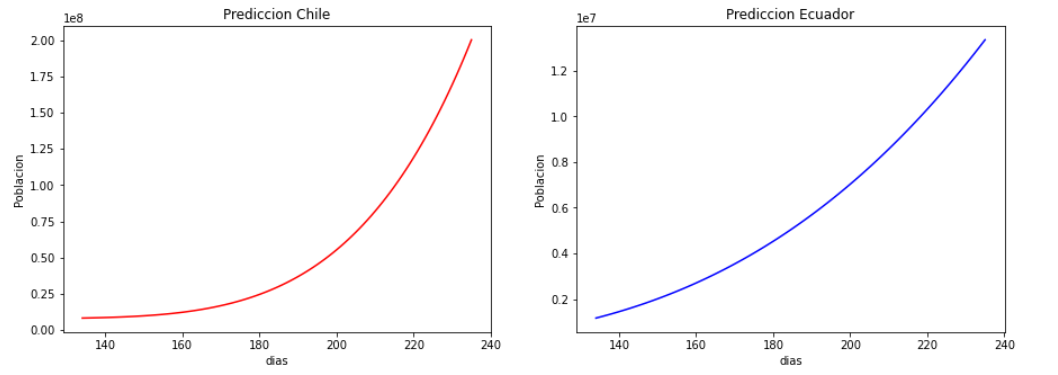 Prediccion Chile
1e8
2.00
1.75
1.50
1.25
1.00
0.75
0.50
0.25
0.00
Poblacion
140 160 180 200 220 240
dias
Prediccion Ecuador
1e7
1.2
1.0
0.8
0.6
0.4
0.2
Poblacion
140 160 180 200 220 240
dias